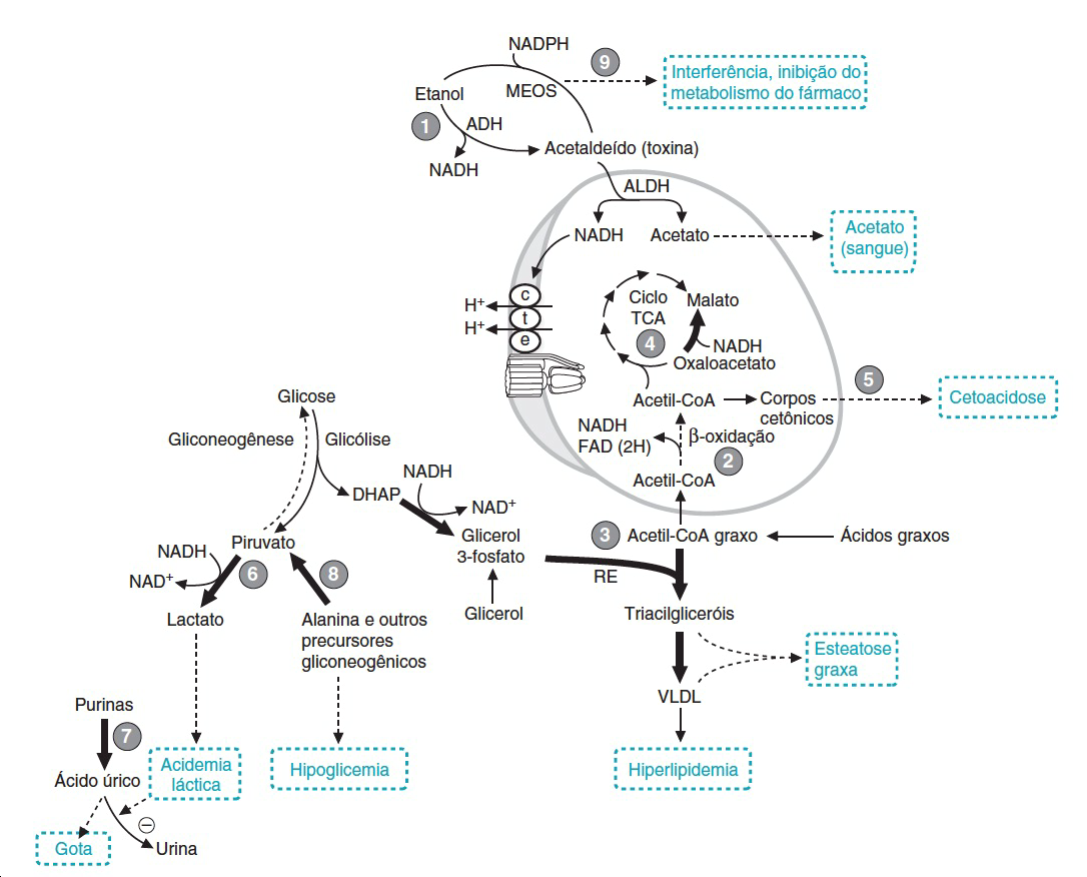 NADPH
9
Interferência, inibição do
metabolismo do fármaco
Etanol
MEOS
1
ADH
NADH
Acetaldeído (toxina)
ALDH
NADH
Acetato
Acetato
(sangue)
c
t
e
H+
H+
Ciclo
TCA
4
Malato
NADH
Oxaloacetato
5
Acetil-CoA
Corpos
cetônicos
Cetoacidose
NADH
FAD (2H)
β-oxidação
2
Acetil-CoA
Glicose
Gliconeogênese
Glicólise
NADH
DHAP
NAD+
Glicerol
3-fosfato
3
Acetil-CoA graxo
Ácidos graxos
RE
Piruvato
NADH
NAD+
6
8
Lactato
Alanina e outros
precursores
gliconeogênicos
Glicerol
Triacilgliceróis
Esteatose
graxa
VLDL
Purinas
7
Ácido úrico
Acidemia
láctica
Hipoglicemia
Hiperlipidemia
−
Gota
Urina